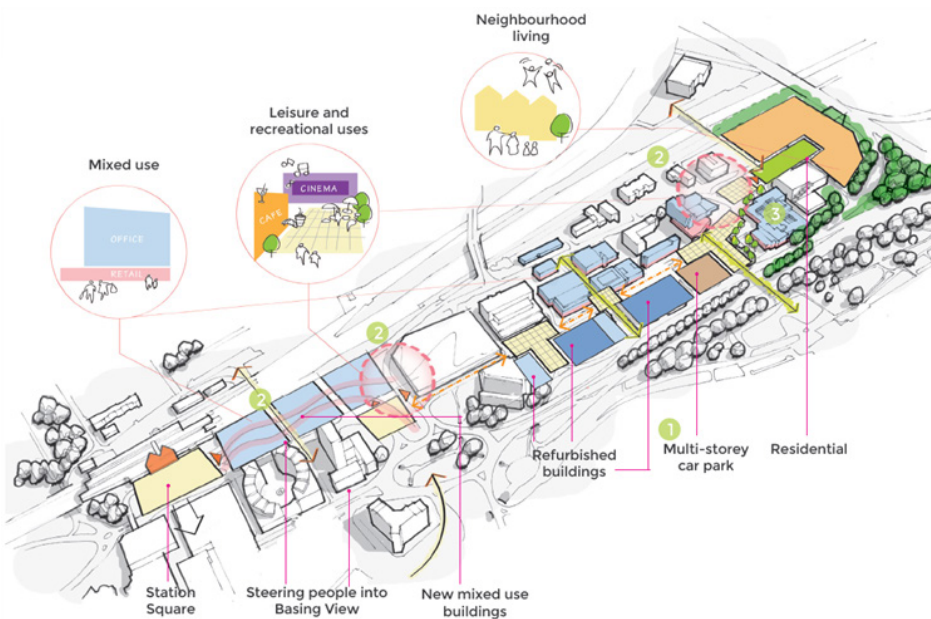 Neighbourhood
living
Leisure and
recreational uses
Mixed use
CINEMA
CAFE
OFFICE
RETAIL
2
3
2
2
1
Refurbished
buildings
Multi-storey
car park
Residential
Station
Square
Steering people into
Basing View
New mixed use
buildings